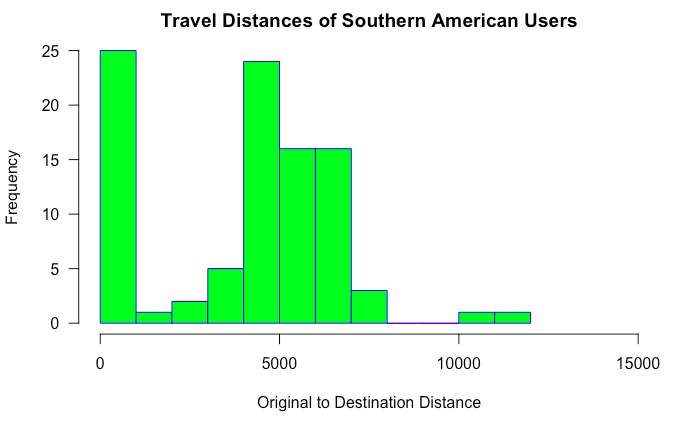 Travel Distances of Southern American Users
Frequency
25
20
15
10
5
0
0 5000 10000 15000
Original to Destination Distance